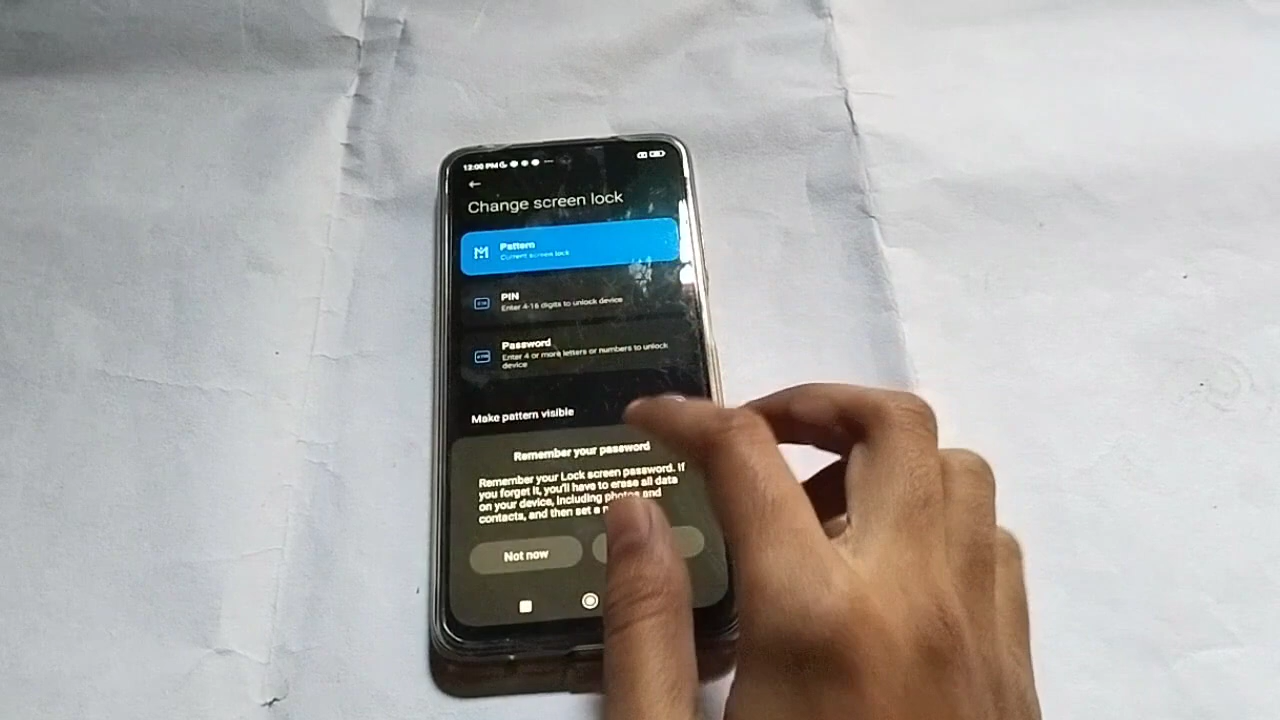 12:00 PM
Change screen lock
Pattern
Current screen lock
PIN
Enter 4-16 digits to unlock device
Password
Enter 4 or more letters or numbers to unlock
device
Make pattern visible
Remember your password
Remember your Lock screen password. If
you forget it, you'll have to erase all data
on your device, including photos and
contacts, and then set a
Not now